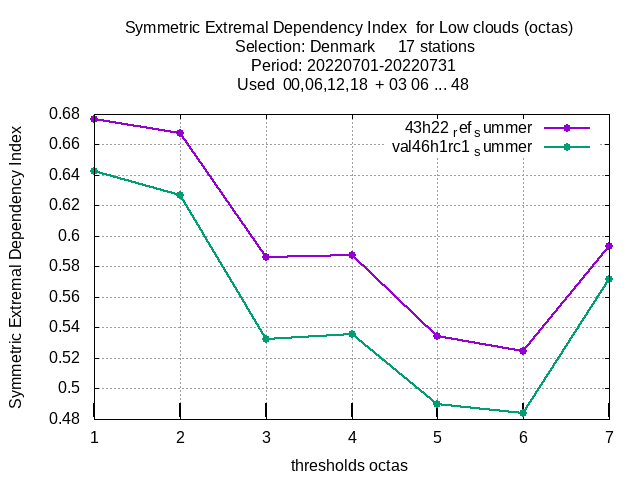 Symmetric Extremal Dependency Index  for Low clouds (octas)
Selection: Denmark     17 stations
Period: 20220701-20220731
Used  00,06,12,18  + 03 06 ... 48
43h22 ref summer
val46h1rc1 summer
Symmetric Extremal Dependency Index
0.68
0.66
0.64
0.62
0.6
0.58
0.56
0.54
0.52
0.5
0.48
1 2 3 4 5 6 7
thresholds octas